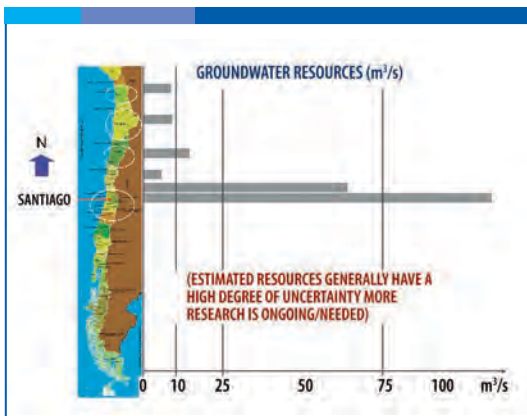 GROUNDWATER RESOURCES (m³/s)
N
SANTIAGO
(ESTIMATED RESOURCES GENERALLY HAVE A
HIGH DEGREE OF UNCERTAINTY MORE
RESEARCH IS ONGOING/NEEDED)
0 10 25 50 75 100 m³/s